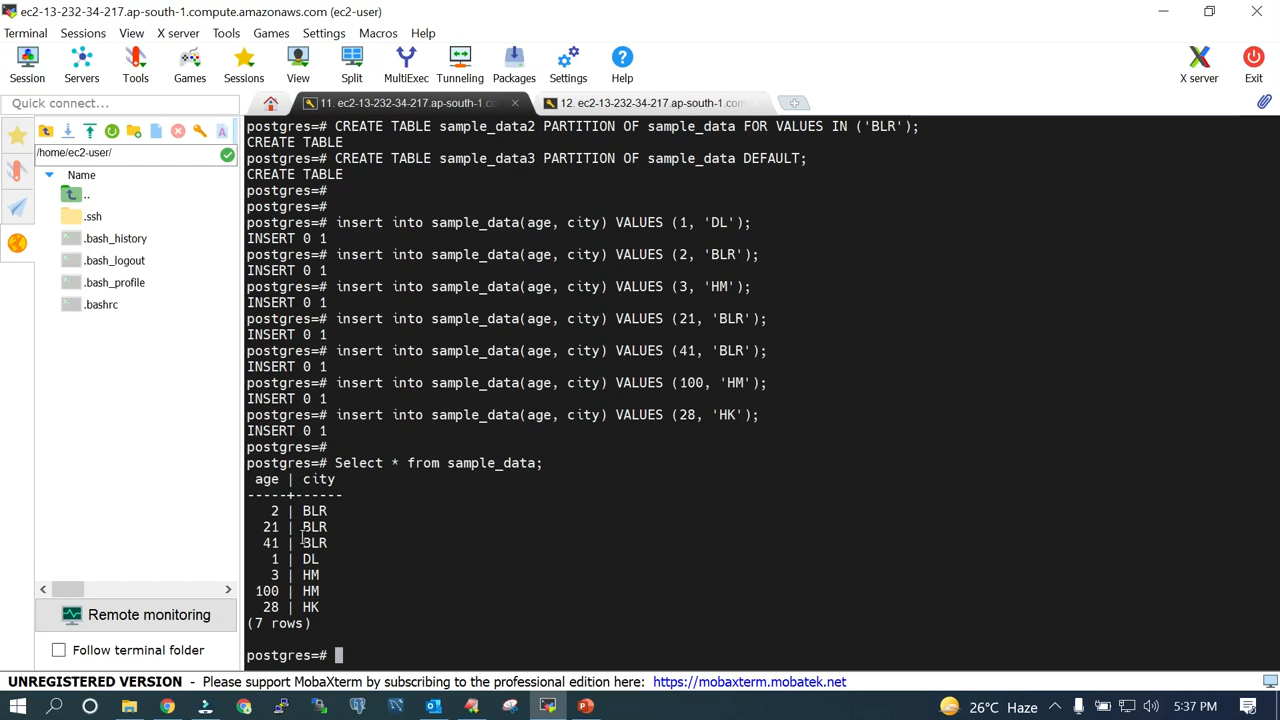 ec2-13-232-34-217.ap-south-1.compute.amazonaws.com (ec2-user)
Terminal Sessions View X server Tools Games Settings Macros Help
Session Servers Tools Games Sessions View Split MultiExec Tunneling Packages Settings Help X server Exit
Quick connect...
11. ec2-13-232-34-217.ap-south-1.com
12. ec2-13-232-34-217.ap-south-1.com
/home/ec2-user/
Name
..
.ssh
.bash_history
.bash_logout
.bash_profile
.bashrc
Remote monitoring
Follow terminal folder
postgres=# CREATE TABLE sample_data2 PARTITION OF sample_data FOR VALUES IN ('BLR');
CREATE TABLE
postgres=# CREATE TABLE sample_data3 PARTITION OF sample_data DEFAULT;
CREATE TABLE
postgres=#
postgres=#
postgres=# insert into sample_data(age, city) VALUES (1, 'DL');
INSERT 0 1
postgres=# insert into sample_data(age, city) VALUES (2, 'BLR');
INSERT 0 1
postgres=# insert into sample_data(age, city) VALUES (3, 'HM');
INSERT 0 1
postgres=# insert into sample_data(age, city) VALUES (21, 'BLR');
INSERT 0 1
postgres=# insert into sample_data(age, city) VALUES (41, 'BLR');
INSERT 0 1
postgres=# insert into sample_data(age, city) VALUES (100, 'HM');
INSERT 0 1
postgres=# insert into sample_data(age, city) VALUES (28, 'HK');
INSERT 0 1
postgres=#
postgres=# Select * from sample_data;
age | city
-----+------
2 | BLR
21 | BLR
41 | BLR
1 | DL
3 | HM
100 | HM
28 | HK
(7 rows)
postgres=#
UNREGISTERED VERSION - Please support MobaXterm by subscribing to the professional edition here: https://mobaxterm.mobatek.net
26°C Haze 5:37 PM